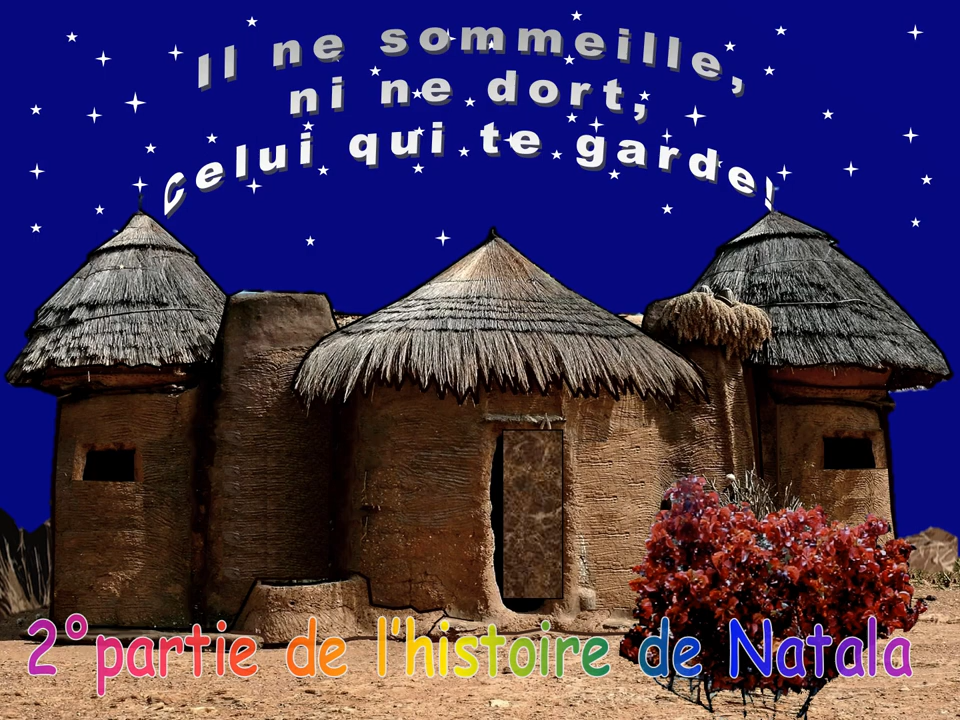 Il ne sommeille,
ni ne dort,
Celui qui te garde!
2°partie de l'histoire de Natala